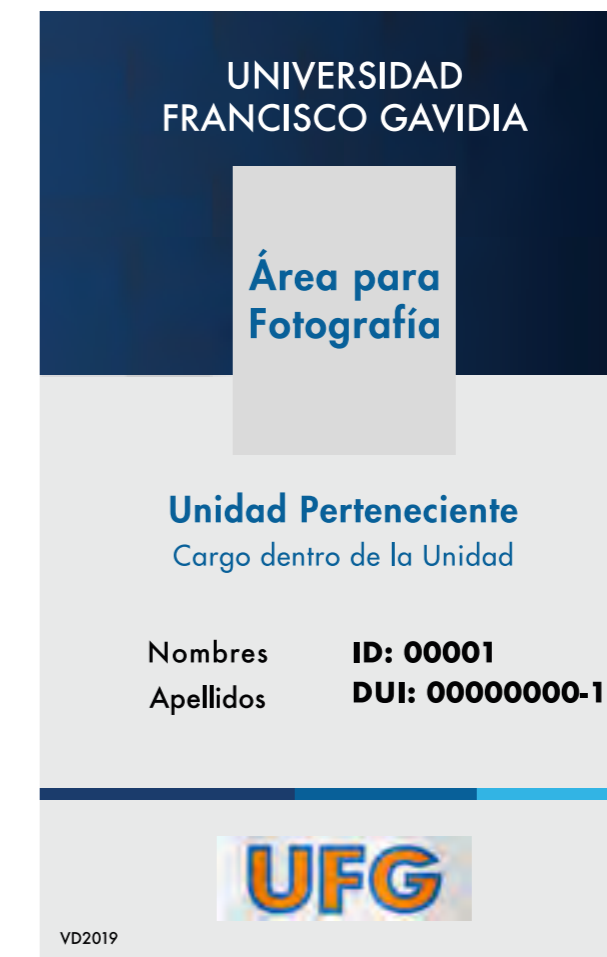 UNIVERSIDAD
FRANCISCO GAVIDIA
Área para
Fotografía
Unidad Perteneciente
Cargo dentro de la Unidad
Nombres
ID: 00001
Apellidos
DUI: 00000000-1
UFG
VD2019